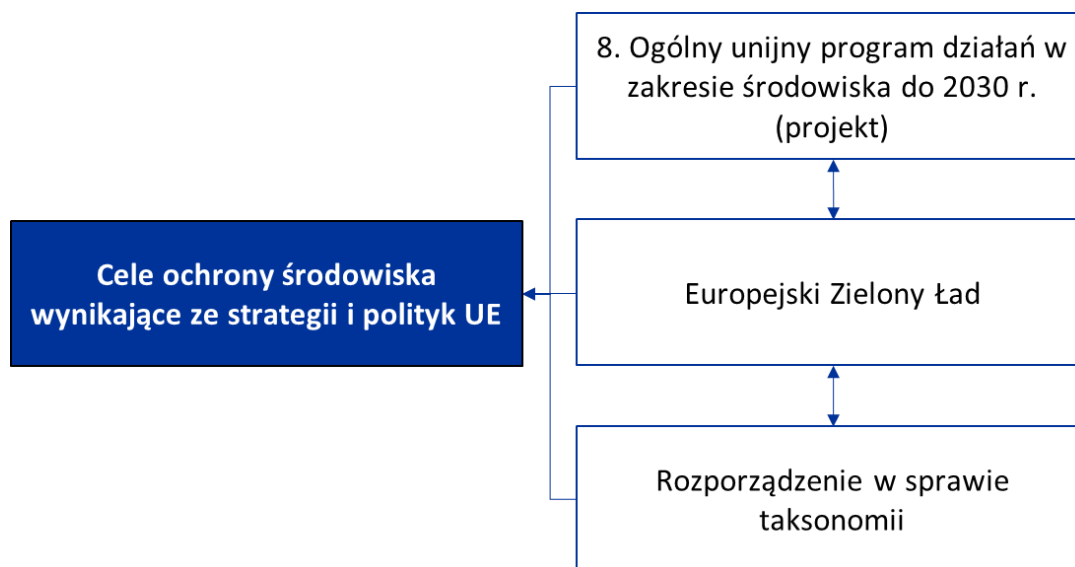 8. Ogólny unijny program działań w
zakresie środowiska do 2030 r.
(projekt)
Cele ochrony środowiska
wynikające ze strategii i polityk UE
Europejski Zielony Ład
Rozporządzenie w sprawie
taksonomii